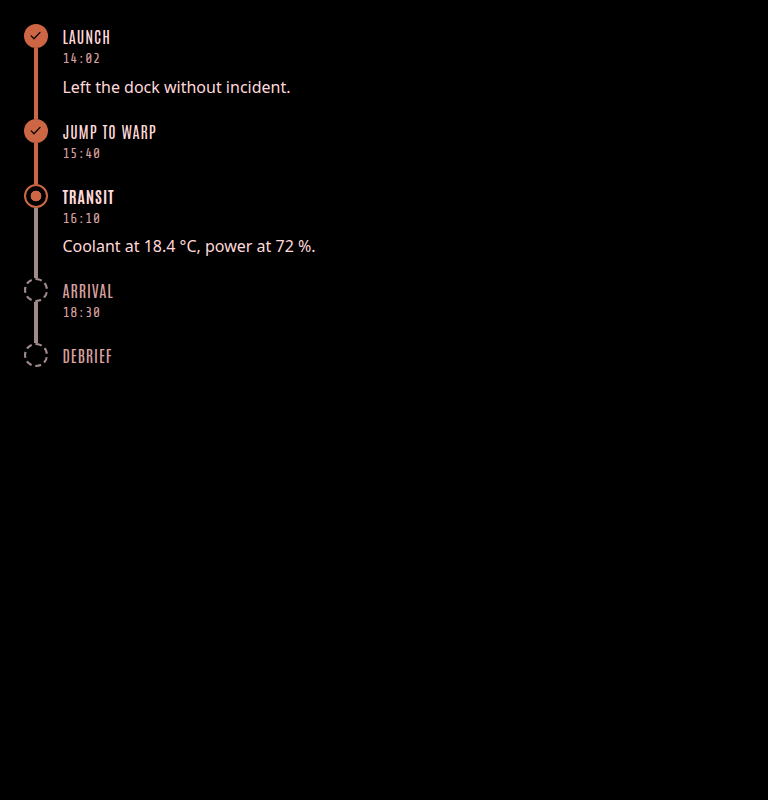 LAUNCH
14:02
Left the dock without incident.
JUMP TO WARP
15:40
TRANSIT
16:10
Coolant at 18.4 °C, power at 72 %.
ARRIVAL
18:30
DEBRIEF